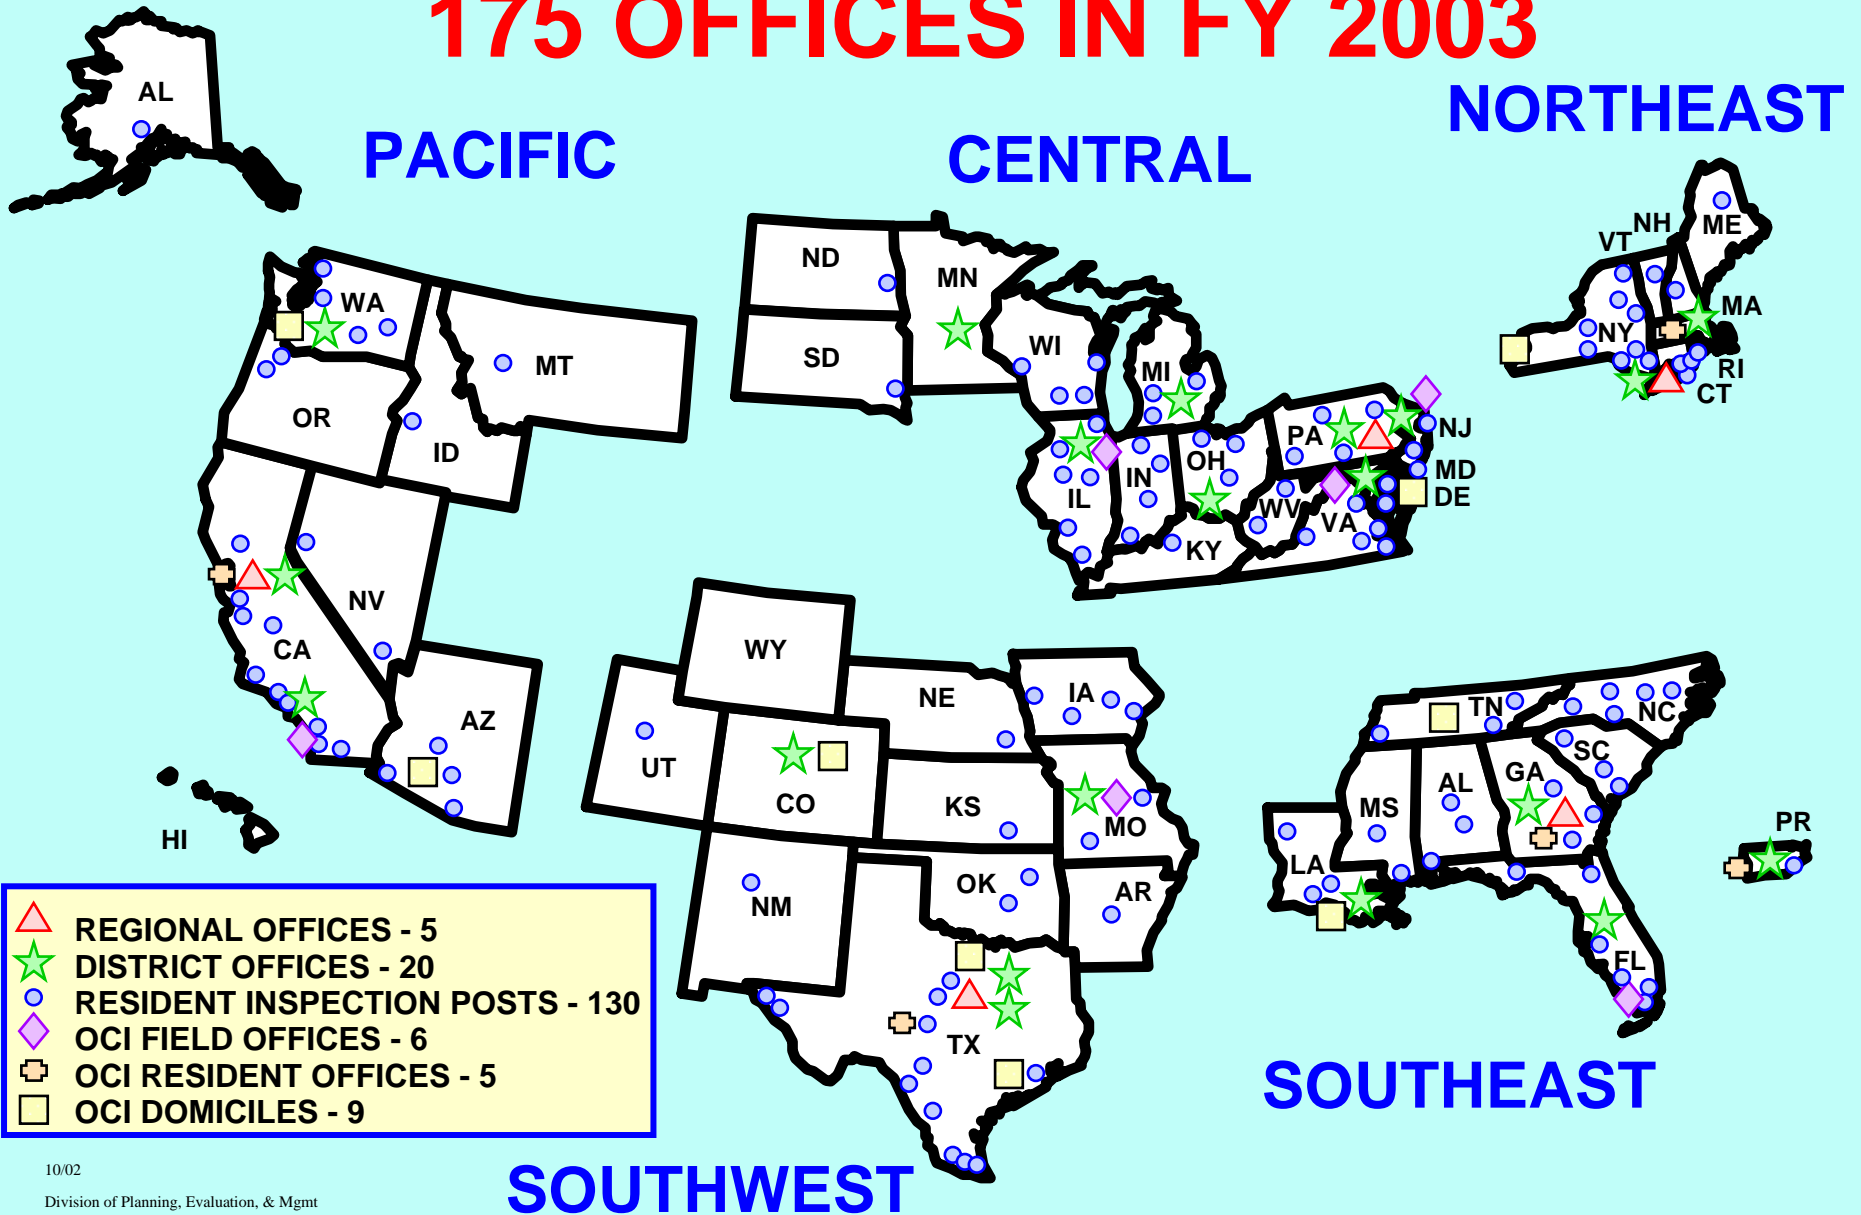 175 OFFICES IN FY 2003
NORTHEAST
PACIFIC
CENTRAL
AL
WA
MT
OR
ID
NV
CA
AZ
HI
ND
MN
SD
WI
MI
IL
IN
OH
PA
NJ
MD
DE
WV
VA
KY
NH
VT
ME
MA
NY
RI
CT
WY
NE
IA
UT
CO
KS
MO
NM
OK
AR
TX
TN
NC
SC
GA
AL
MS
LA
FL
PR
REGIONAL OFFICES - 5
DISTRICT OFFICES - 20
RESIDENT INSPECTION POSTS - 130
OCI FIELD OFFICES - 6
OCI RESIDENT OFFICES - 5
OCI DOMICILES - 9
SOUTHEAST
SOUTHWEST
10/02
Division of Planning, Evaluation, & Mgmt